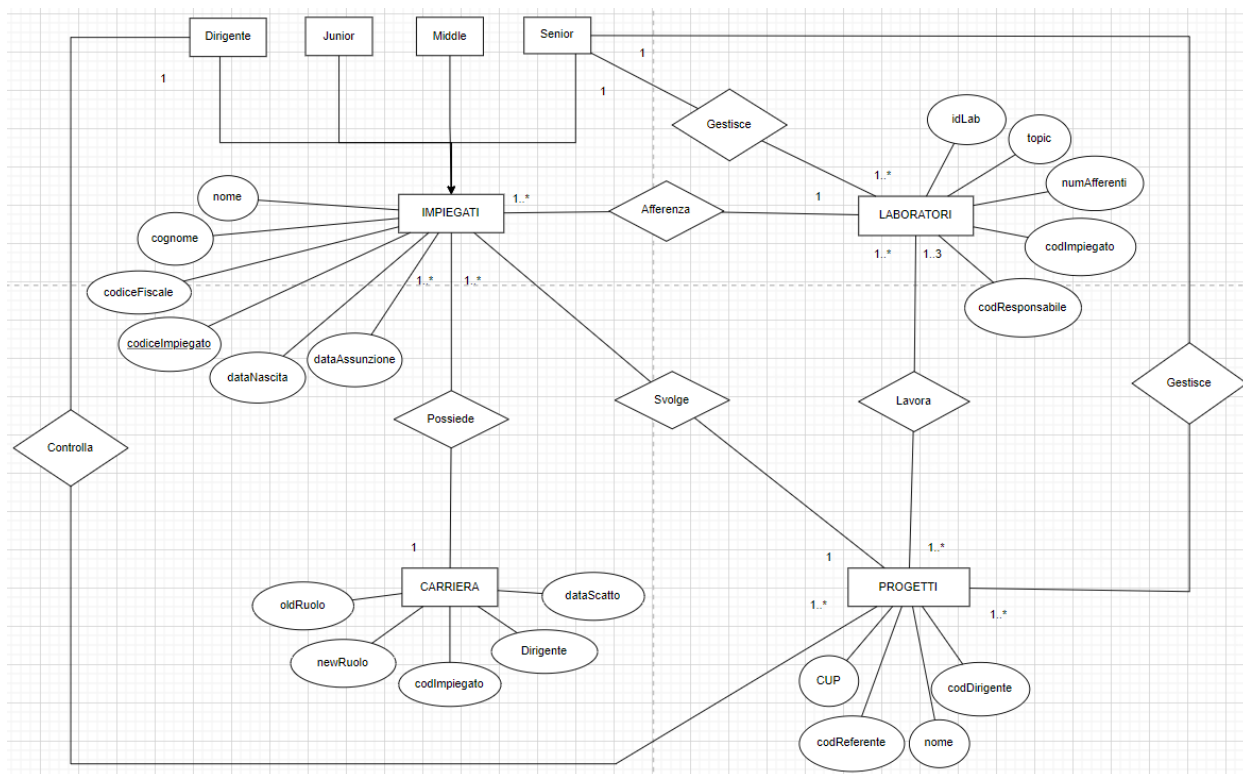 Dirigente
Junior
Middle
Senior
1
1
1
Gestisce
idLab
topic
nome
1..*
1..*
numAfferenti
IMPIEGATI
Afferenza
1
LABORATORI
cognome
codImpiegato
1..*
1..*
1..*
1..3
codiceFiscale
codResponsabile
codiceImpiegato
dataAssunzione
dataNascita
Gestisce
Svolge
Lavora
Possiede
Controlla
1
1
1..*
CARRIERA
PROGETTI
dataScatto
oldRuolo
1..*
1..*
Dirigente
newRuolo
codImpiegato
CUP
codDirigente
codReferente
nome